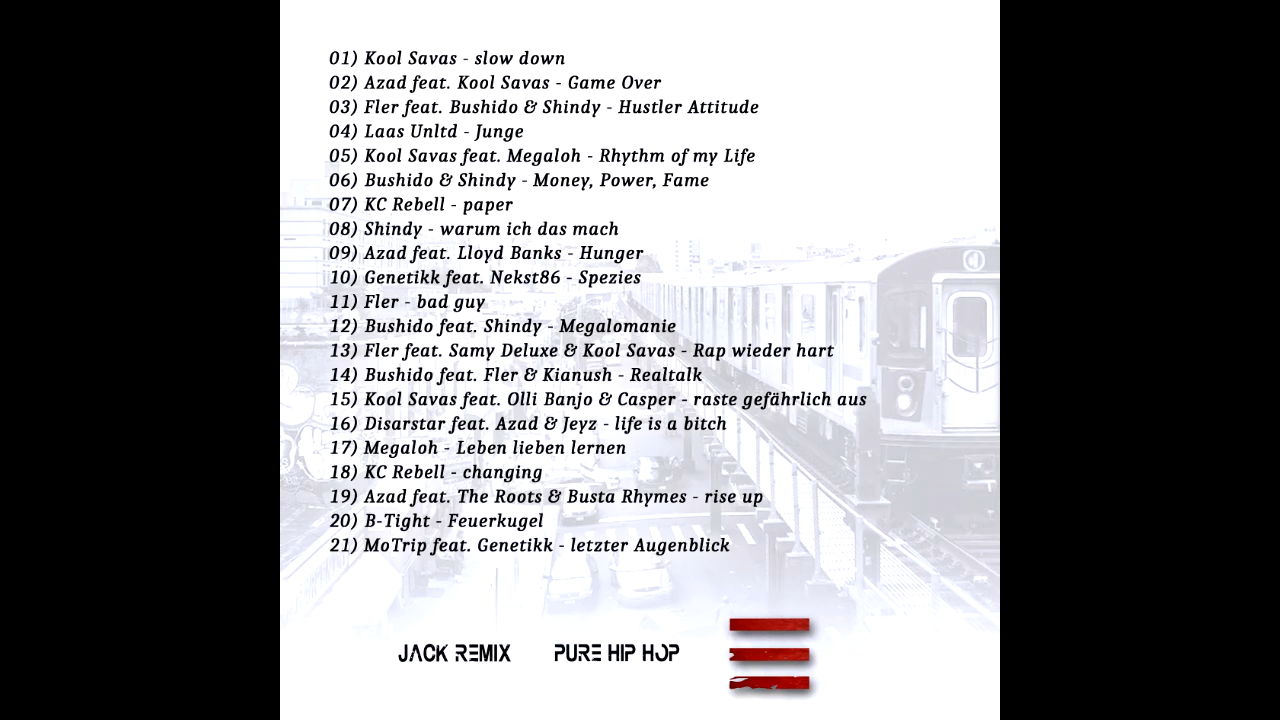 01) Kool Savas - slow down
02) Azad feat. Kool Savas - Game Over
03) Fler feat. Bushido & Shindy - Hustler Attitude
04) Laas Unltd - Junge
05) Kool Savas feat. Megaloh - Rhythm of my Life
06) Bushido & Shindy - Money, Power, Fame
07) KC Rebell - paper
08) Shindy - warum ich das mach
09) Azad feat. Lloyd Banks - Hunger
10) Genetikk feat. Nekst86 - Spezies
11) Fler - bad guy
12) Bushido feat. Shindy - Megalomanie
13) Fler feat. Samy Deluxe & Kool Savas - Rap wieder hart
14) Bushido feat. Fler & Kianush - Realtalk
15) Kool Savas feat. Olli Banjo & Casper - raste gefährlich aus
16) Disarstar feat. Azad & Jeyz - life is a bitch
17) Megaloh - Leben lieben lernen
18) KC Rebell - changing
19) Azad feat. The Roots & Busta Rhymes - rise up
20) B-Tight - Feuerkugel
21) MoTrip feat. Genetikk - letzter Augenblick
JACK REMIX PURE HIP HOP